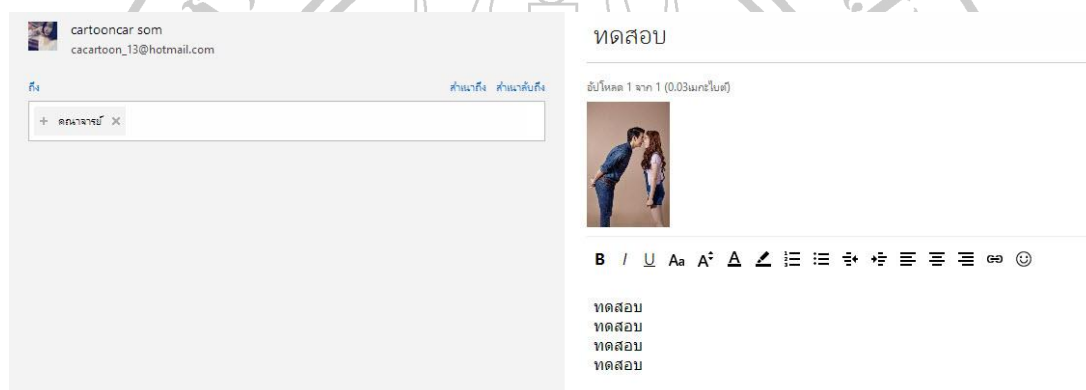 cartooncar som
cacartoon_13@hotmail.com
ถึง
สำเนาถึง สำเนาลับถึง
+ คณาจารย์ ×
ทดสอบ
อัปโหลด 1 จาก 1 (0.03เมกะไบต์)
B I U Aa A A
ทดสอบ
ทดสอบ
ทดสอบ
ทดสอบ